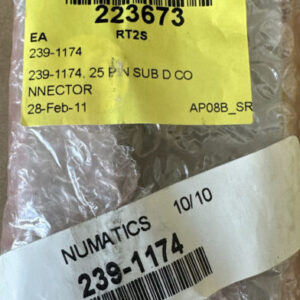 223673
RT2S
EA
239-1174
239-1174, 25 PIN SUB D CO
NNECTOR
28-Feb-11 AP08B_SR
NUMATICS 10/10
239-1174